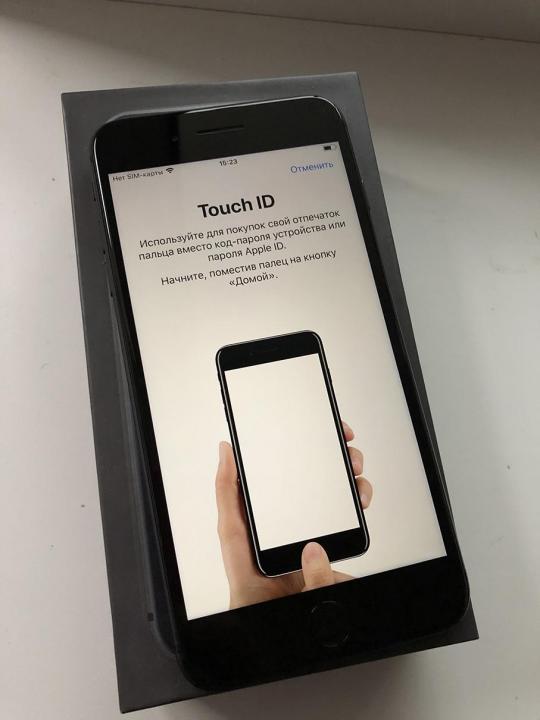 Нет SIM-карты
15:23
Отменить
Touch ID
Используйте для покупок свой отпечаток
пальца вместо код-пароля устройства или
пароля Apple ID.
Начните, поместив палец на кнопку
«Домой».